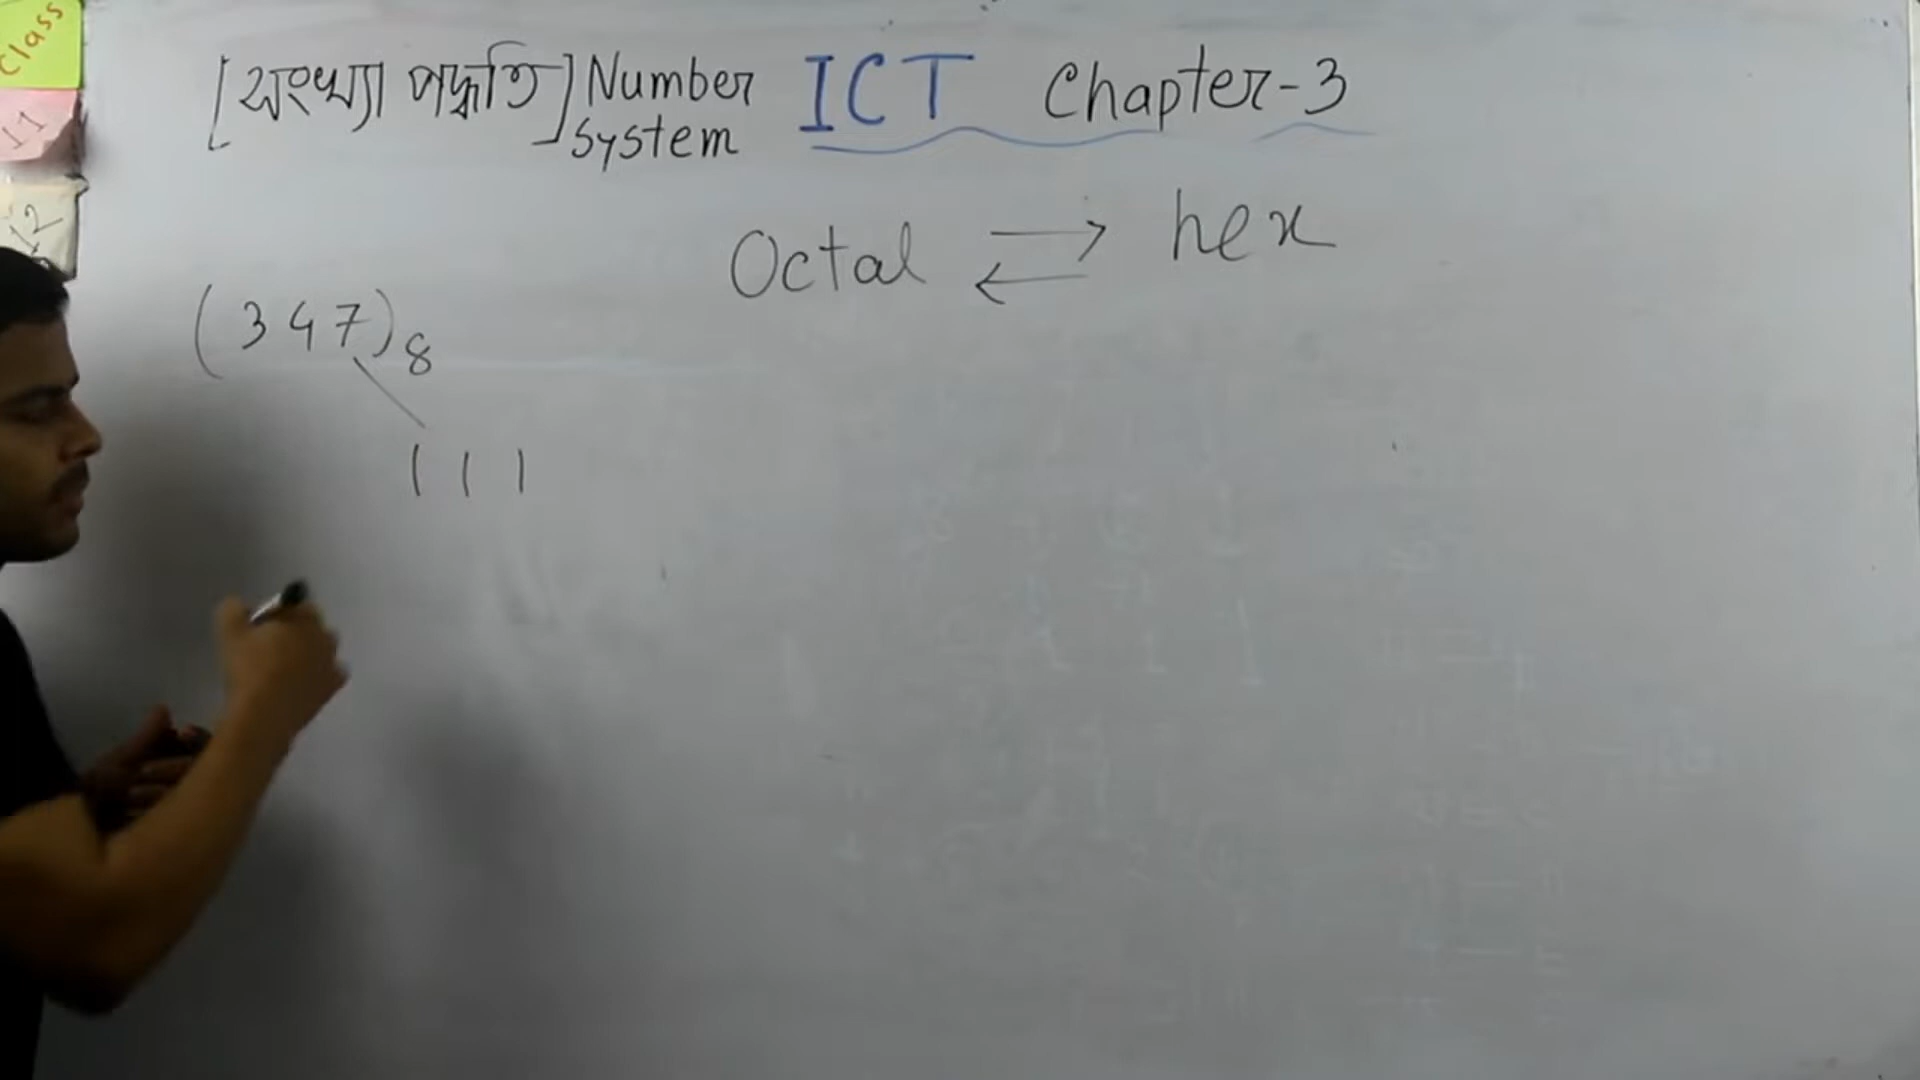 Class
11
12
[সংখ্যা পদ্ধতি] Number System ICT Chapter-3
Octal ⇄ hex
(347)8
111